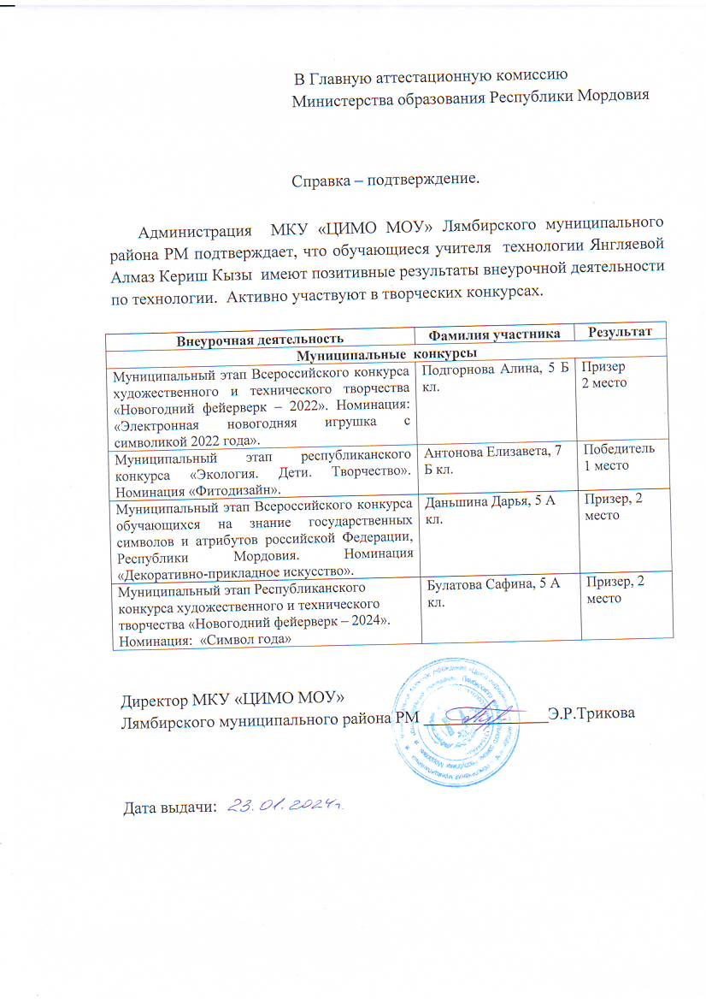 В Главную аттестационную комиссию
Министерства образования Республики Мордовия
Справка – подтверждение.
Администрация МКУ «ЦИМО МОУ» Лямбирского муниципального
района РМ подтверждает, что обучающиеся учителя технологии Янгляевой
Алмаз Кериш Кызы имеют позитивные результаты внеурочной деятельности
по технологии. Активно участвуют в творческих конкурсах.
Внеурочная деятельность Фамилия участника Результат
Муниципальные конкурсы
Муниципальный этап Всероссийского конкурса
художественного и технического творчества
«Новогодний фейерверк – 2022». Номинация:
«Электронная новогодняя игрушка с
символикой 2022 года».
Подгорнова Алина, 5 Б
кл.
Призер
2 место
Муниципальный этап республиканского
конкурса «Экология. Дети. Творчество».
Номинация «Фитодизайн».
Антонова Елизавета, 7
Б кл.
Победитель
1 место
Муниципальный этап Всероссийского конкурса
обучающихся на знание государственных
символов и атрибутов российской Федерации,
Республики Мордовия. Номинация
«Декоративно-прикладное искусство».
Даньшина Дарья, 5 А
кл.
Призер, 2
место
Муниципальный этап Республиканского
конкурса художественного и технического
творчества «Новогодний фейерверк – 2024».
Номинация: «Символ года»
Булатова Сафина, 5 А
кл.
Призер, 2
место
Директор МКУ «ЦИМО МОУ»
Лямбирского муниципального района РМ Э.Р.Трикова
Дата выдачи: 23.01.2024г.